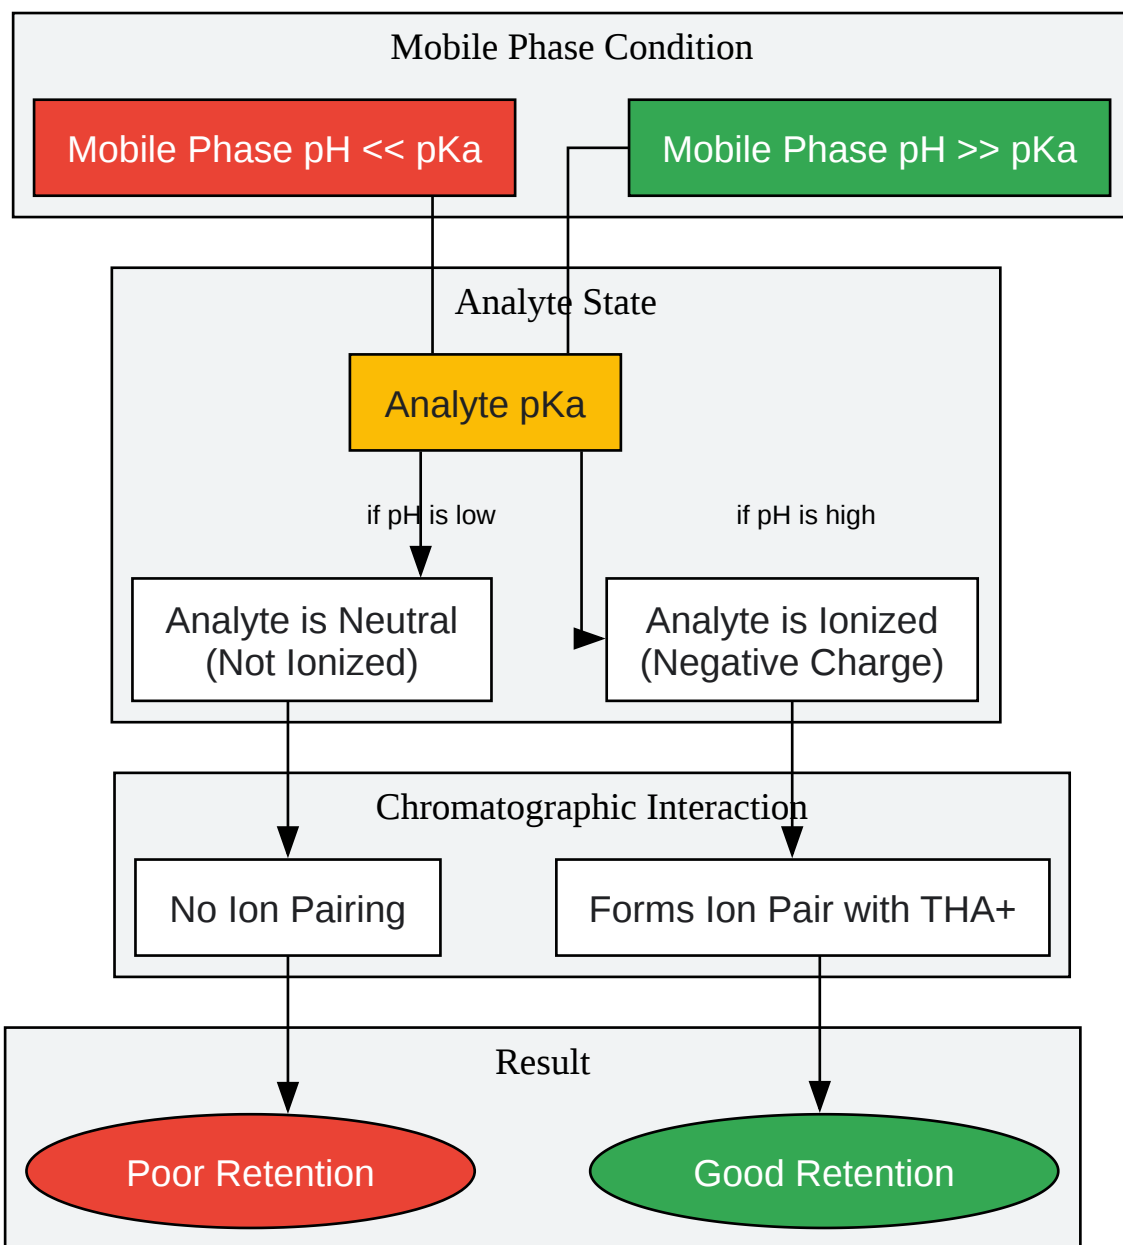 Mobile Phase Condition
Mobile Phase pH << pKa
Mobile Phase pH >> pKa
Analyte State
Analyte pKa
if pH is low
if pH is high
Analyte is Neutral
(Not Ionized)
Analyte is Ionized
(Negative Charge)
Chromatographic Interaction
No Ion Pairing
Forms Ion Pair with THA+
Result
Poor Retention
Good Retention